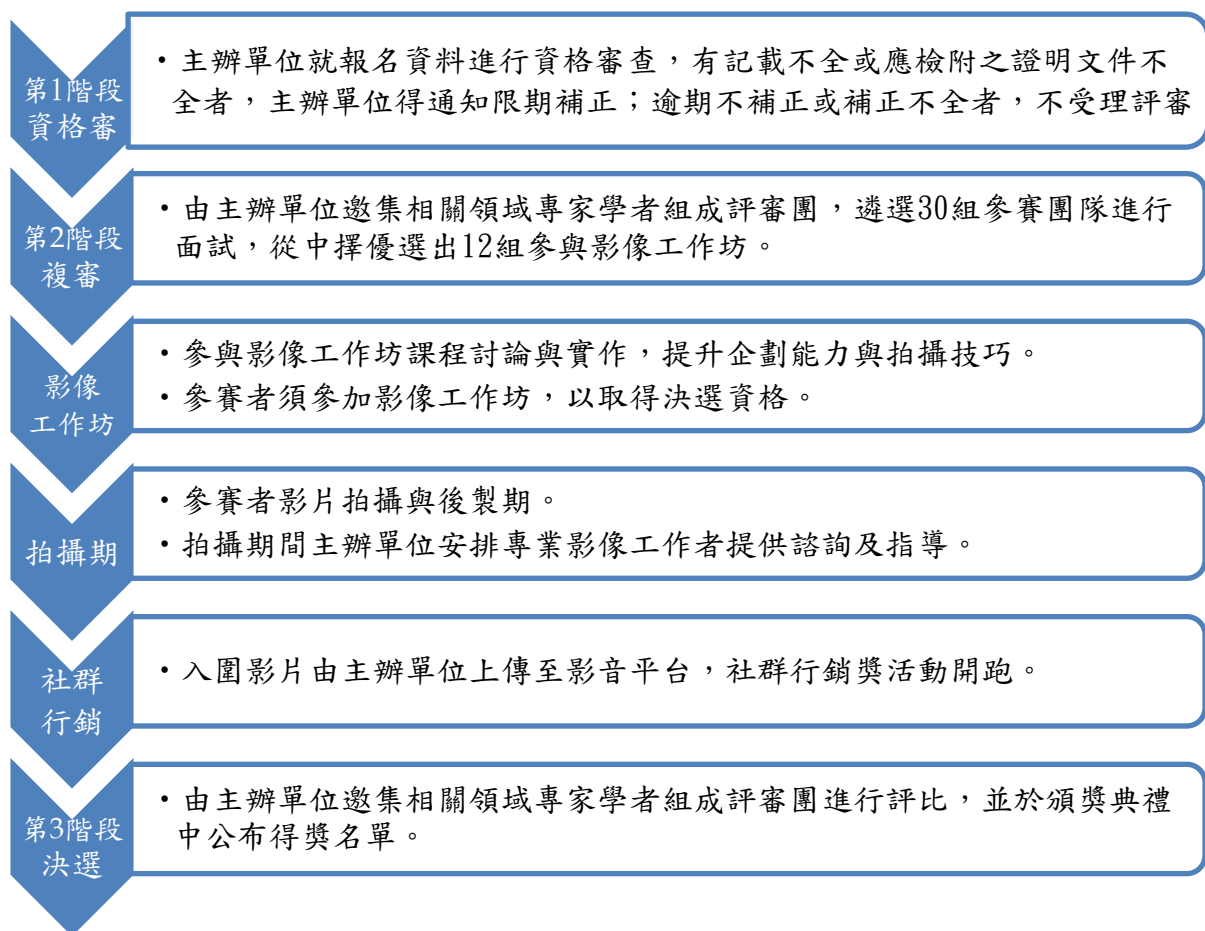 第1階段
資格審
・主辦單位就報名資料進行資格審查，有記載不全或應檢附之證明文件不
全者，主辦單位得通知限期補正；逾期不補正或補正不全者，不受理評審
第2階段
複審
・由主辦單位邀集相關領域專家學者組成評審團，遴選30組參賽團隊進行
面試，從中擇優選出12組參與影像工作坊。
影像
工作坊
・參與影像工作坊課程討論與實作，提升企劃能力與拍攝技巧。
・參賽者須參加影像工作坊，以取得決選資格。
拍攝期
・參賽者影片拍攝與後製期。
・拍攝期間主辦單位安排專業影像工作者提供諮詢及指導。
社群
行銷
・入圍影片由主辦單位上傳至影音平台，社群行銷獎活動開跑。
第3階段
決選
・由主辦單位邀集相關領域專家學者組成評審團進行評比，並於頒獎典禮
中公布得獎名單。